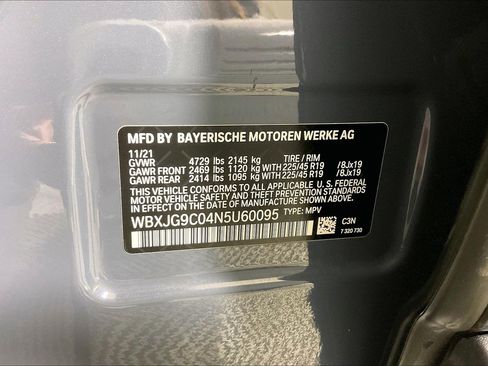 MFD BY BAYERISCHE MOTOREN WERKE AG
11/21
GVWR 4729 lbs 2145 kg TIRE / RIM
GAWR FRONT 2469 lbs 1120 kg WITH 225/45 R19 /8Jx19
GAWR REAR 2414 lbs 1095 kg WITH 225/45 R19 /8Jx19
THIS VEHICLE CONFORMS TO ALL APPLICABLE U.S. FEDERAL
MOTOR VEHICLE SAFETY, BUMPER, AND THEFT
PREVENTION STANDARDS IN EFFECT ON THE DATE OF
MANUFACTURE SHOWN ABOVE.
WBXJG9C04N5U60095 TYPE: MPV
C3N
7 320 730